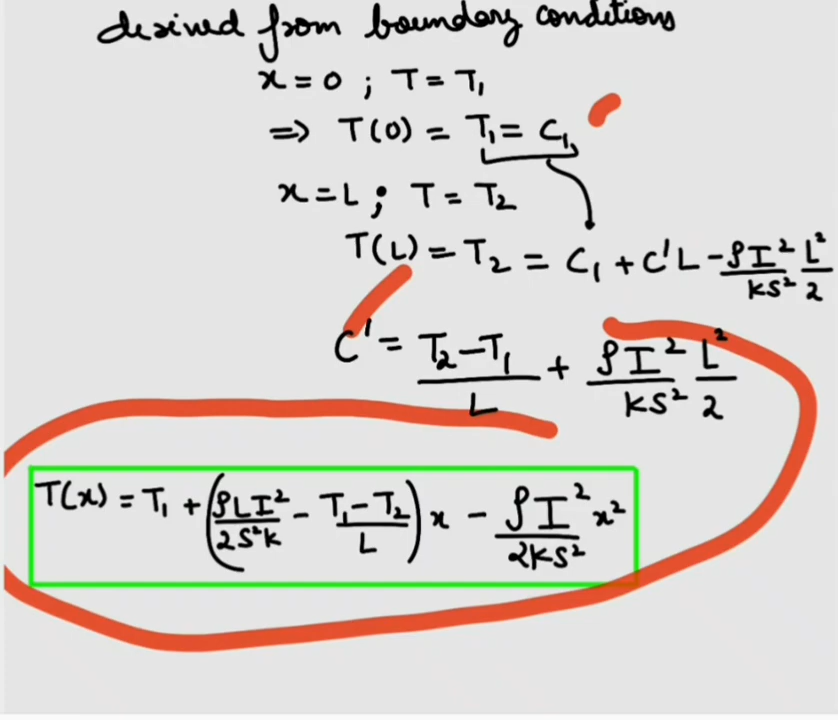 desived from boundary conditions
x = 0 ; T = T₁
⇒ T(0) = T₁ = C₁,
x = L ; T = T₂
T(L) = T₂ = C₁ + C'L - ρI²/KS² L²/2
C' = (T₂-T₁)/L + ρI²/KS² L²/2
T(x) = T₁ + (ρLI²/2S²K - (T₁-T₂)/L) x - ρI²/2KS² x²